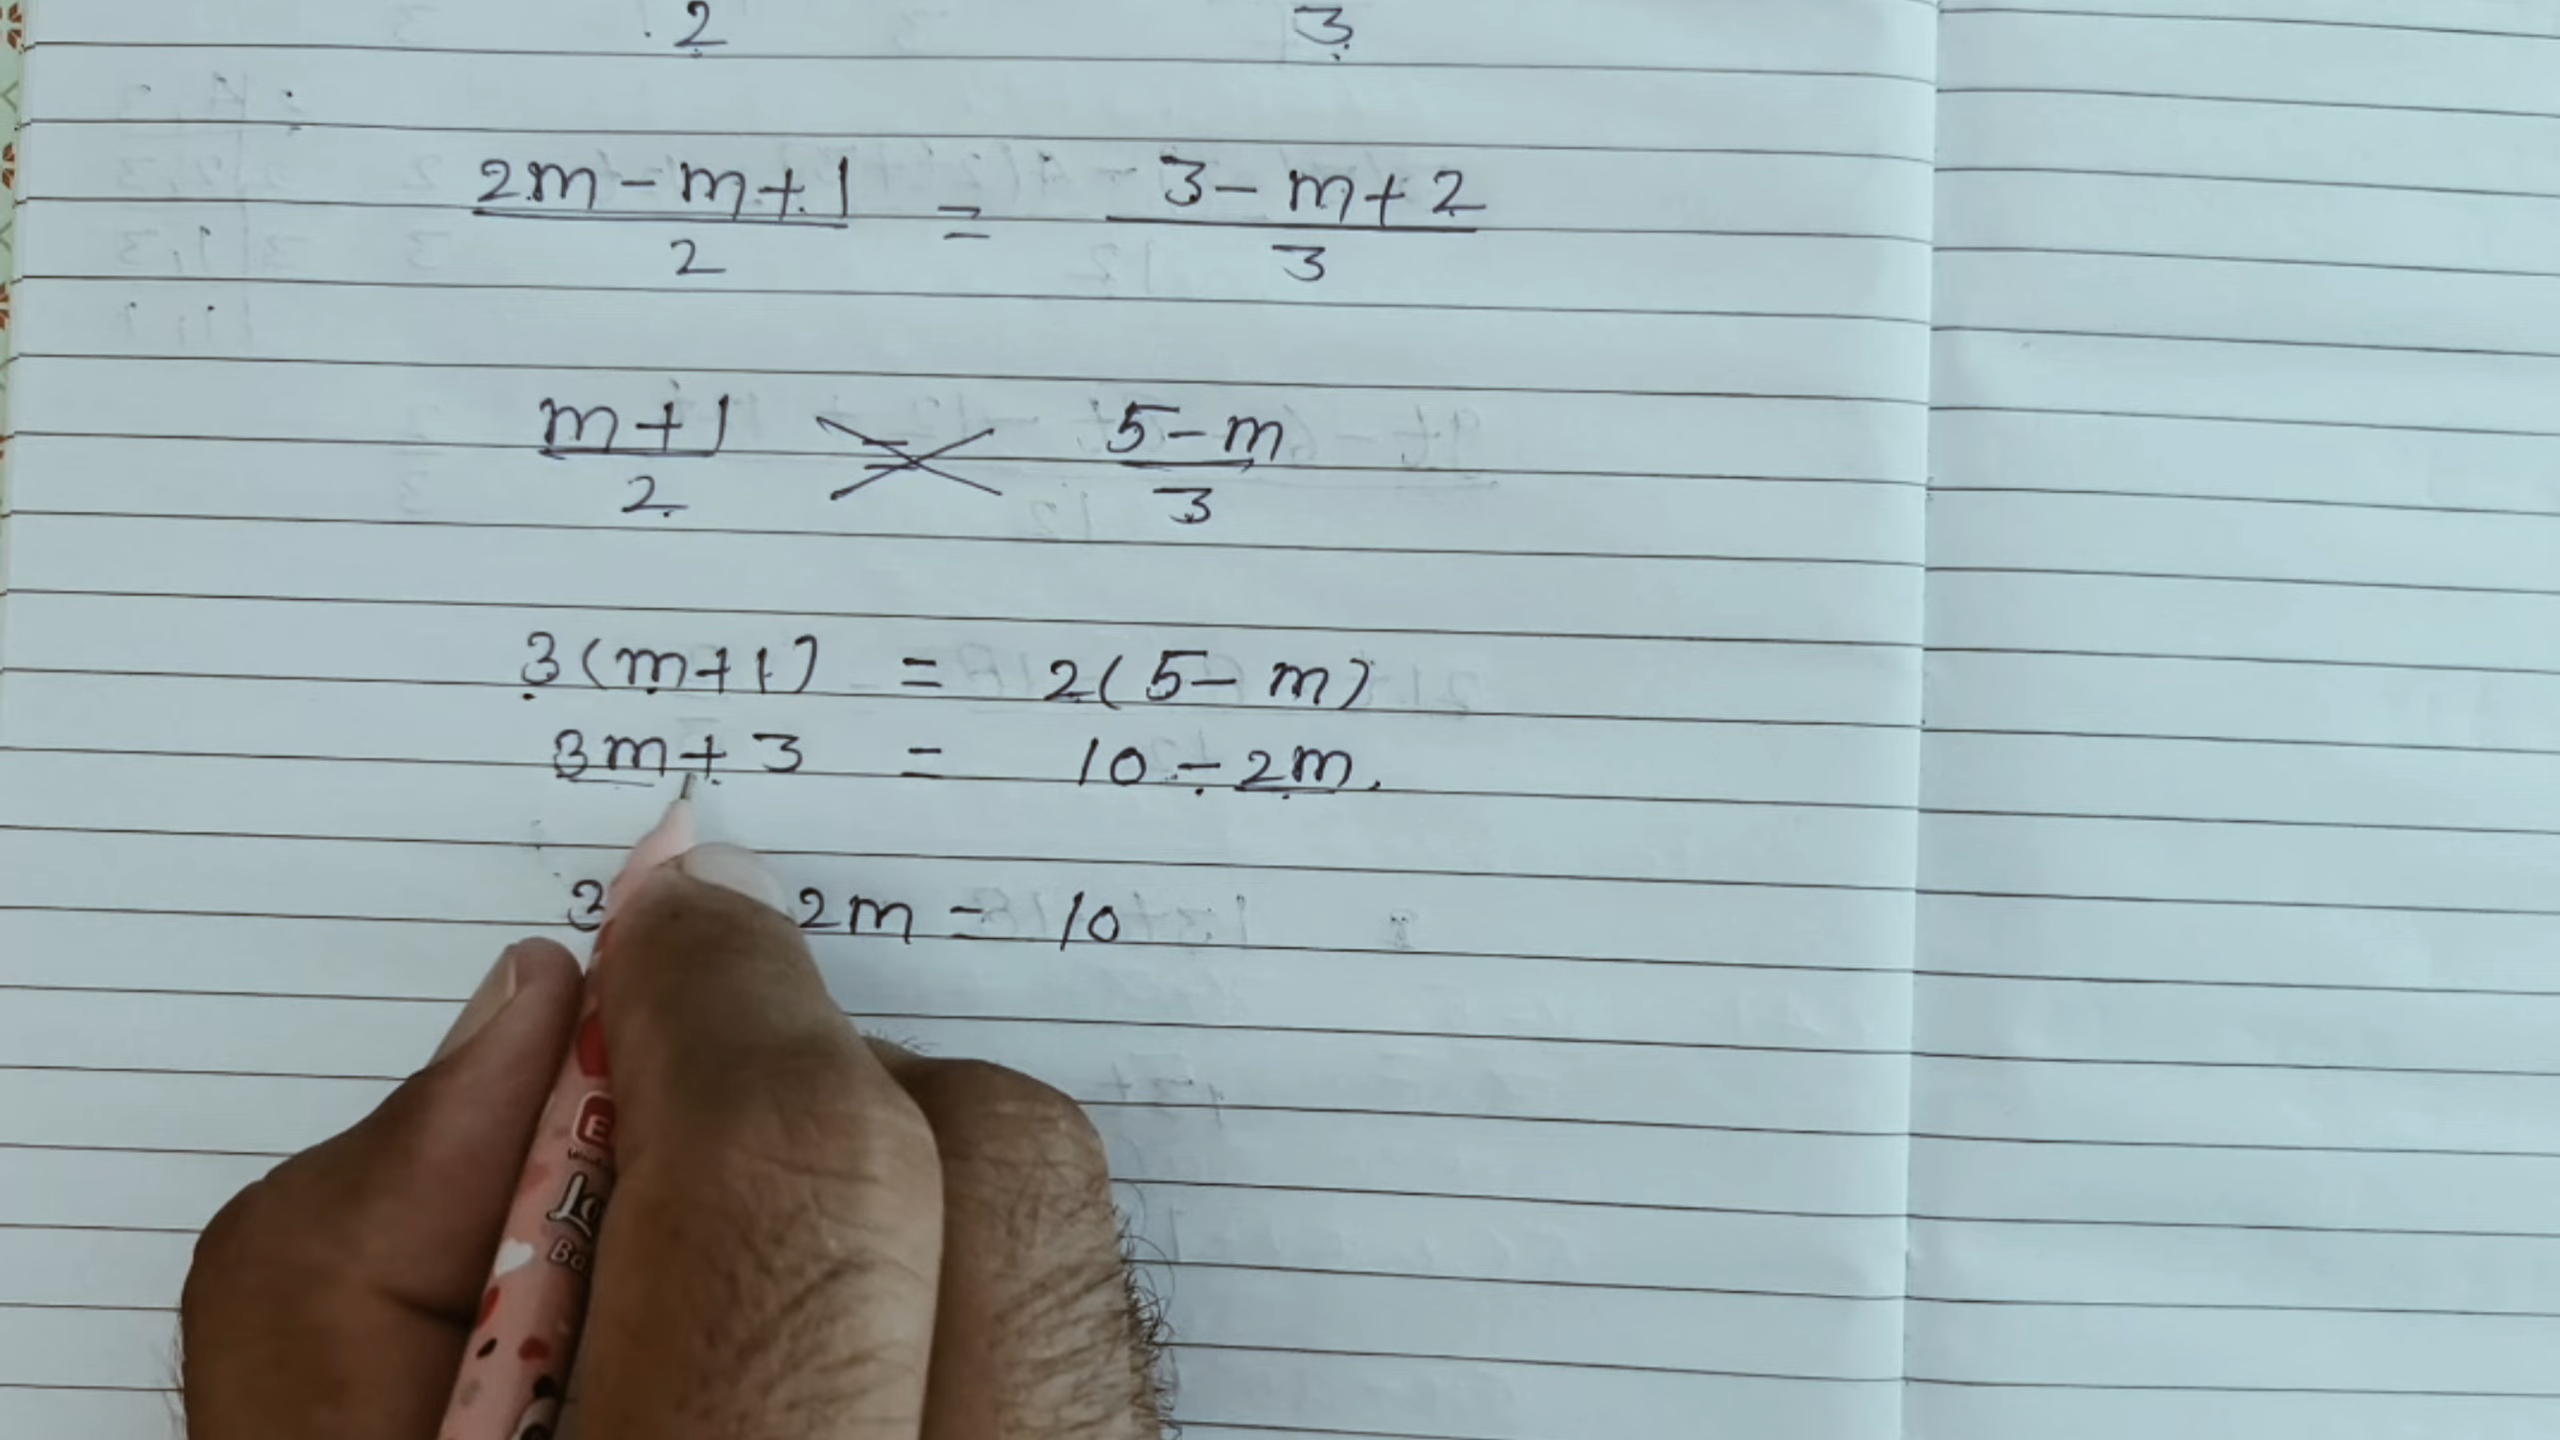 2 3
2m - m + 1 = 3 - m + 2
2 3
m + 1 = 5 - m
2 3
3(m + 1) = 2(5 - m)
3m + 3 = 10 - 2m.
3 2m = 10
E